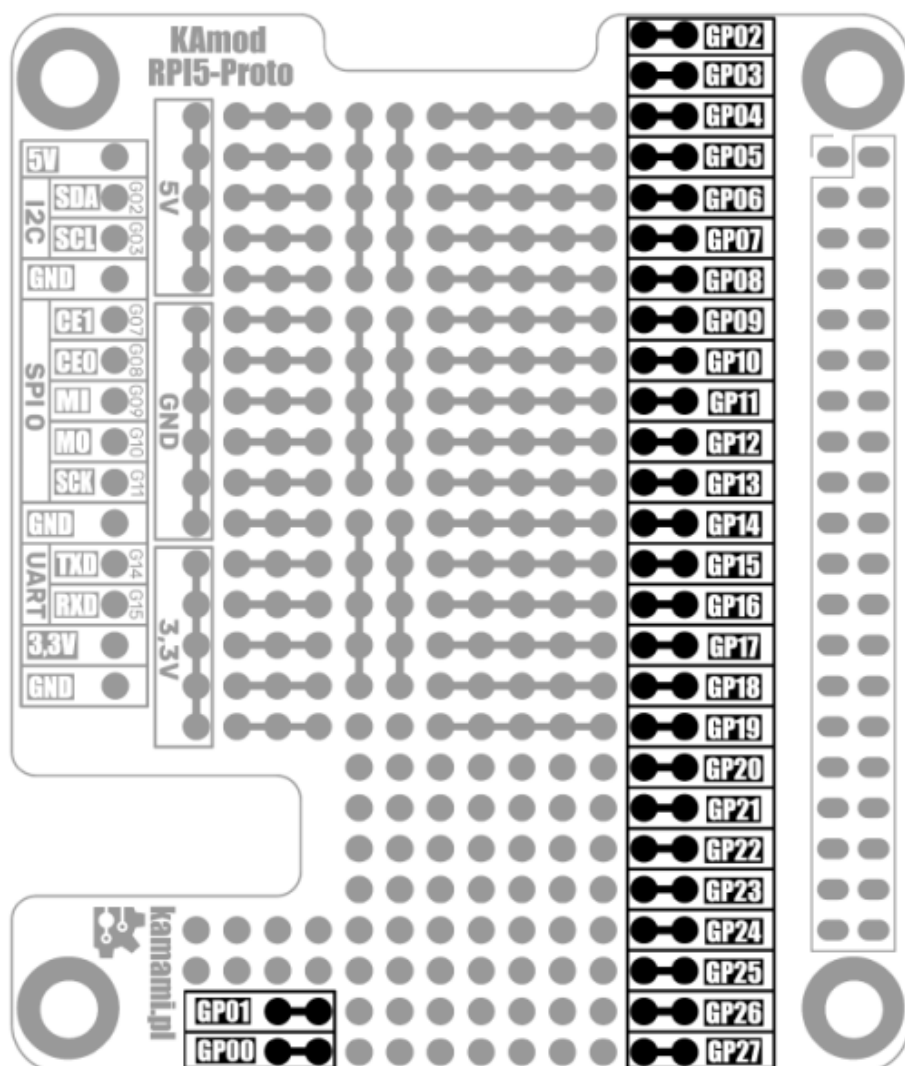 KAmod
RPI5-Proto
5V
I2C
SDA G02
SCL G03
GND
SPI 0
CE1 G07
CE0 G08
MI G09
MO G10
SCK G11
GND
UART
TXD G14
RXD G15
3,3V
GND
5V
GND
3,3V
GP02
GP03
GP04
GP05
GP06
GP07
GP08
GP09
GP10
GP11
GP12
GP13
GP14
GP15
GP16
GP17
GP18
GP19
GP20
GP21
GP22
GP23
GP24
GP25
GP26
GP27
kamami.pl
GP01
GP00